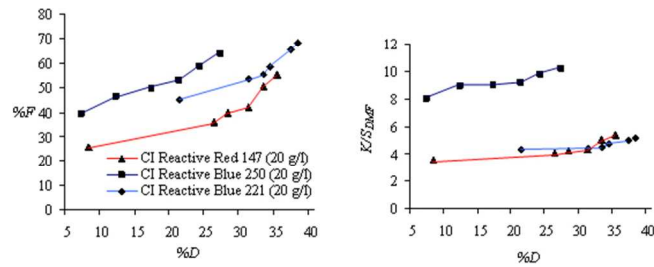 80
70
60
50
40
30
20
10
0
%F
CI Reactive Red 147 (20 g/l)
CI Reactive Blue 250 (20 g/l)
CI Reactive Blue 221 (20 g/l)
5 10 15 20 25 30 35 40
%D
12
10
8
6
4
2
0
K/S_DMF
5 10 15 20 25 30 35 40
%D